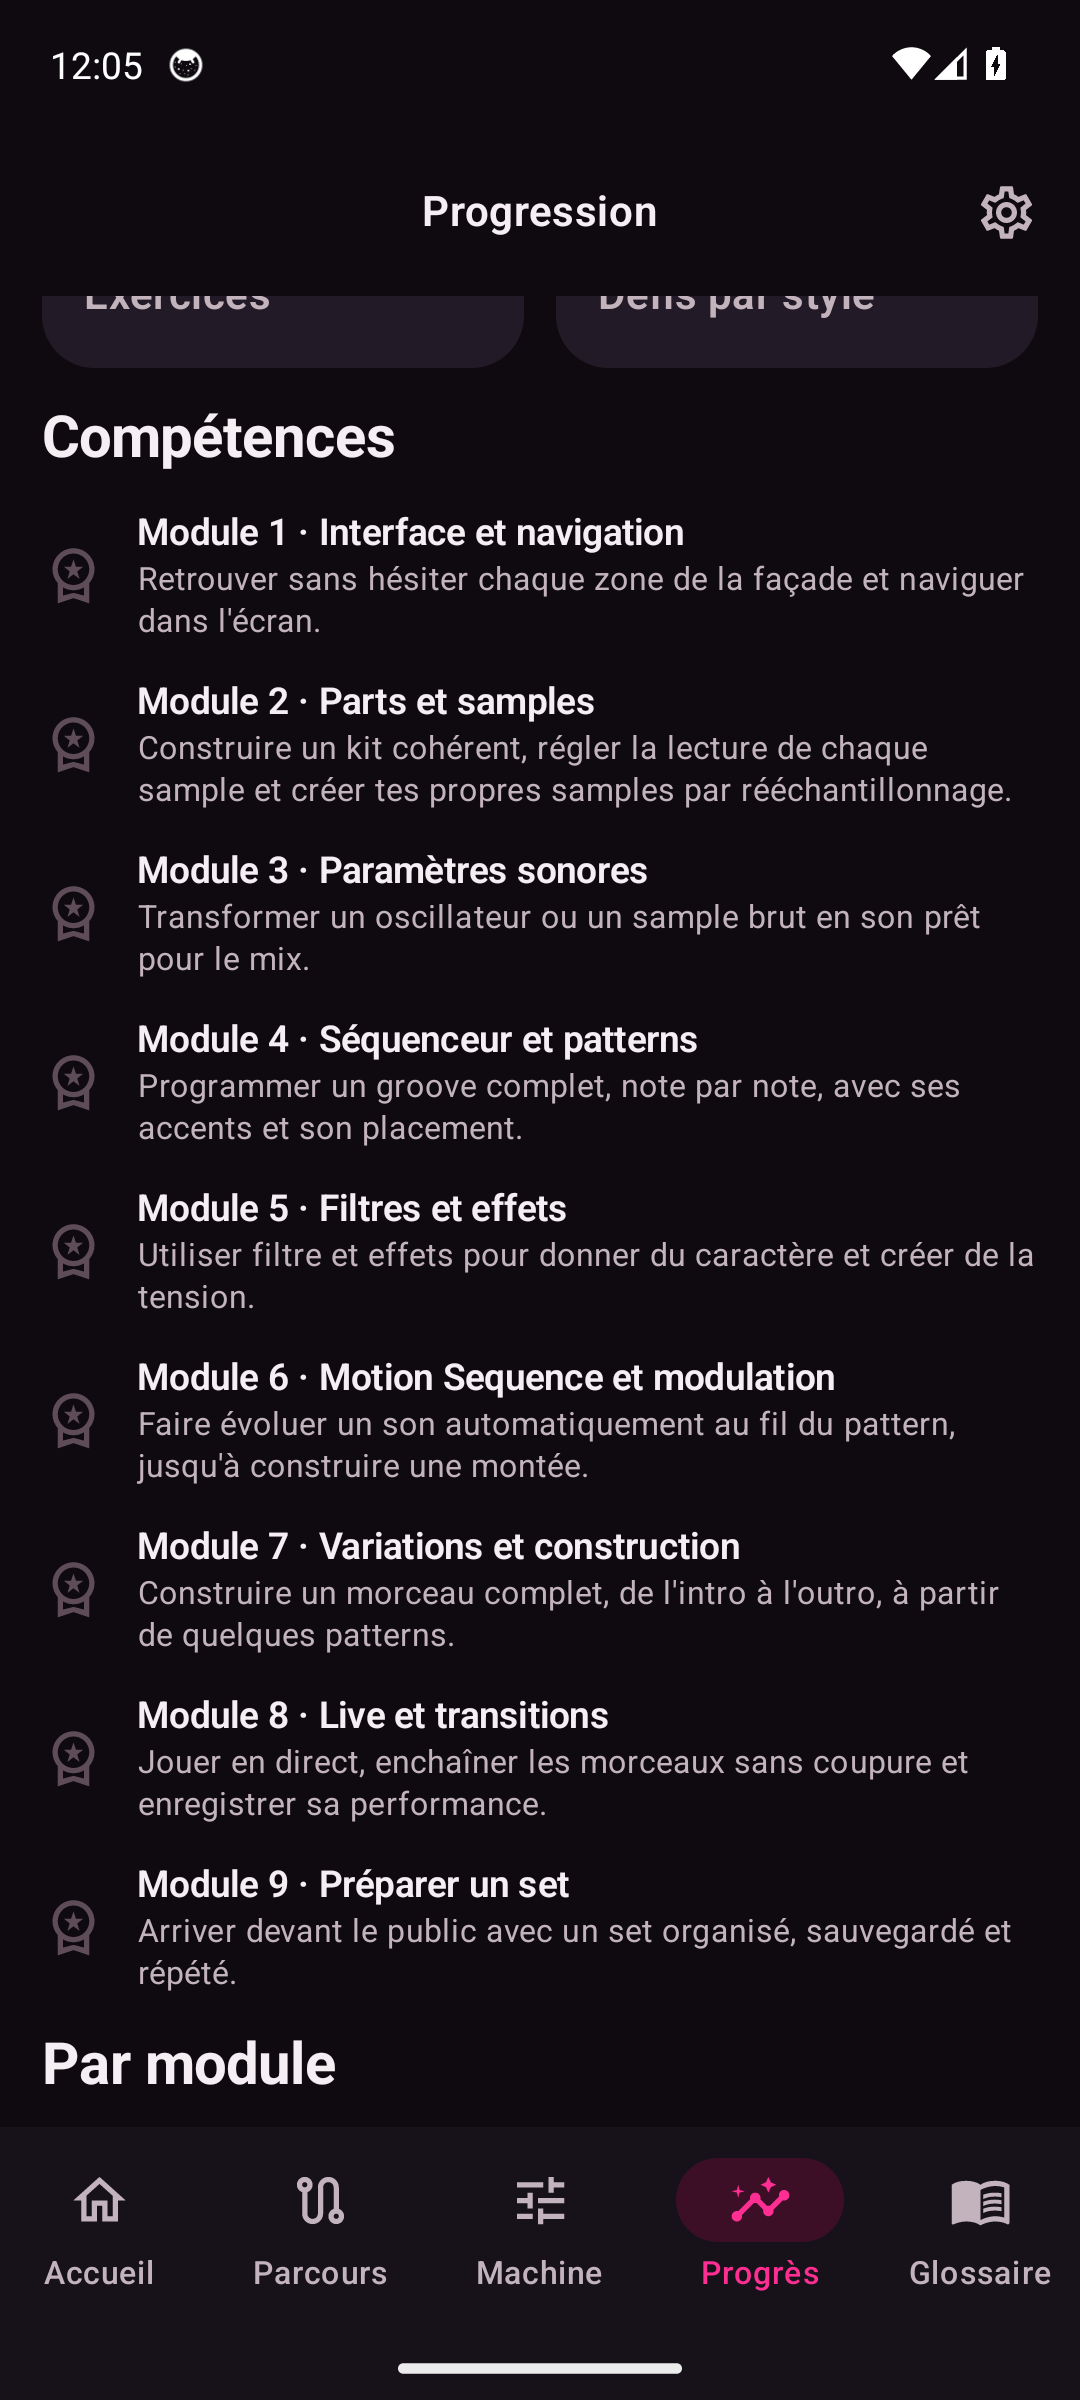 12:05
Progression
Exercices
Défis par style
Compétences
Module 1 · Interface et navigation
Retrouver sans hésiter chaque zone de la façade et naviguer
dans l'écran.
Module 2 · Parts et samples
Construire un kit cohérent, régler la lecture de chaque
sample et créer tes propres samples par rééchantillonnage.
Module 3 · Paramètres sonores
Transformer un oscillateur ou un sample brut en son prêt
pour le mix.
Module 4 · Séquenceur et patterns
Programmer un groove complet, note par note, avec ses
accents et son placement.
Module 5 · Filtres et effets
Utiliser filtre et effets pour donner du caractère et créer de la
tension.
Module 6 · Motion Sequence et modulation
Faire évoluer un son automatiquement au fil du pattern,
jusqu'à construire une montée.
Module 7 · Variations et construction
Construire un morceau complet, de l'intro à l'outro, à partir
de quelques patterns.
Module 8 · Live et transitions
Jouer en direct, enchaîner les morceaux sans coupure et
enregistrer sa performance.
Module 9 · Préparer un set
Arriver devant le public avec un set organisé, sauvegardé et
répété.
Par module
Accueil
Parcours
Machine
Progrès
Glossaire